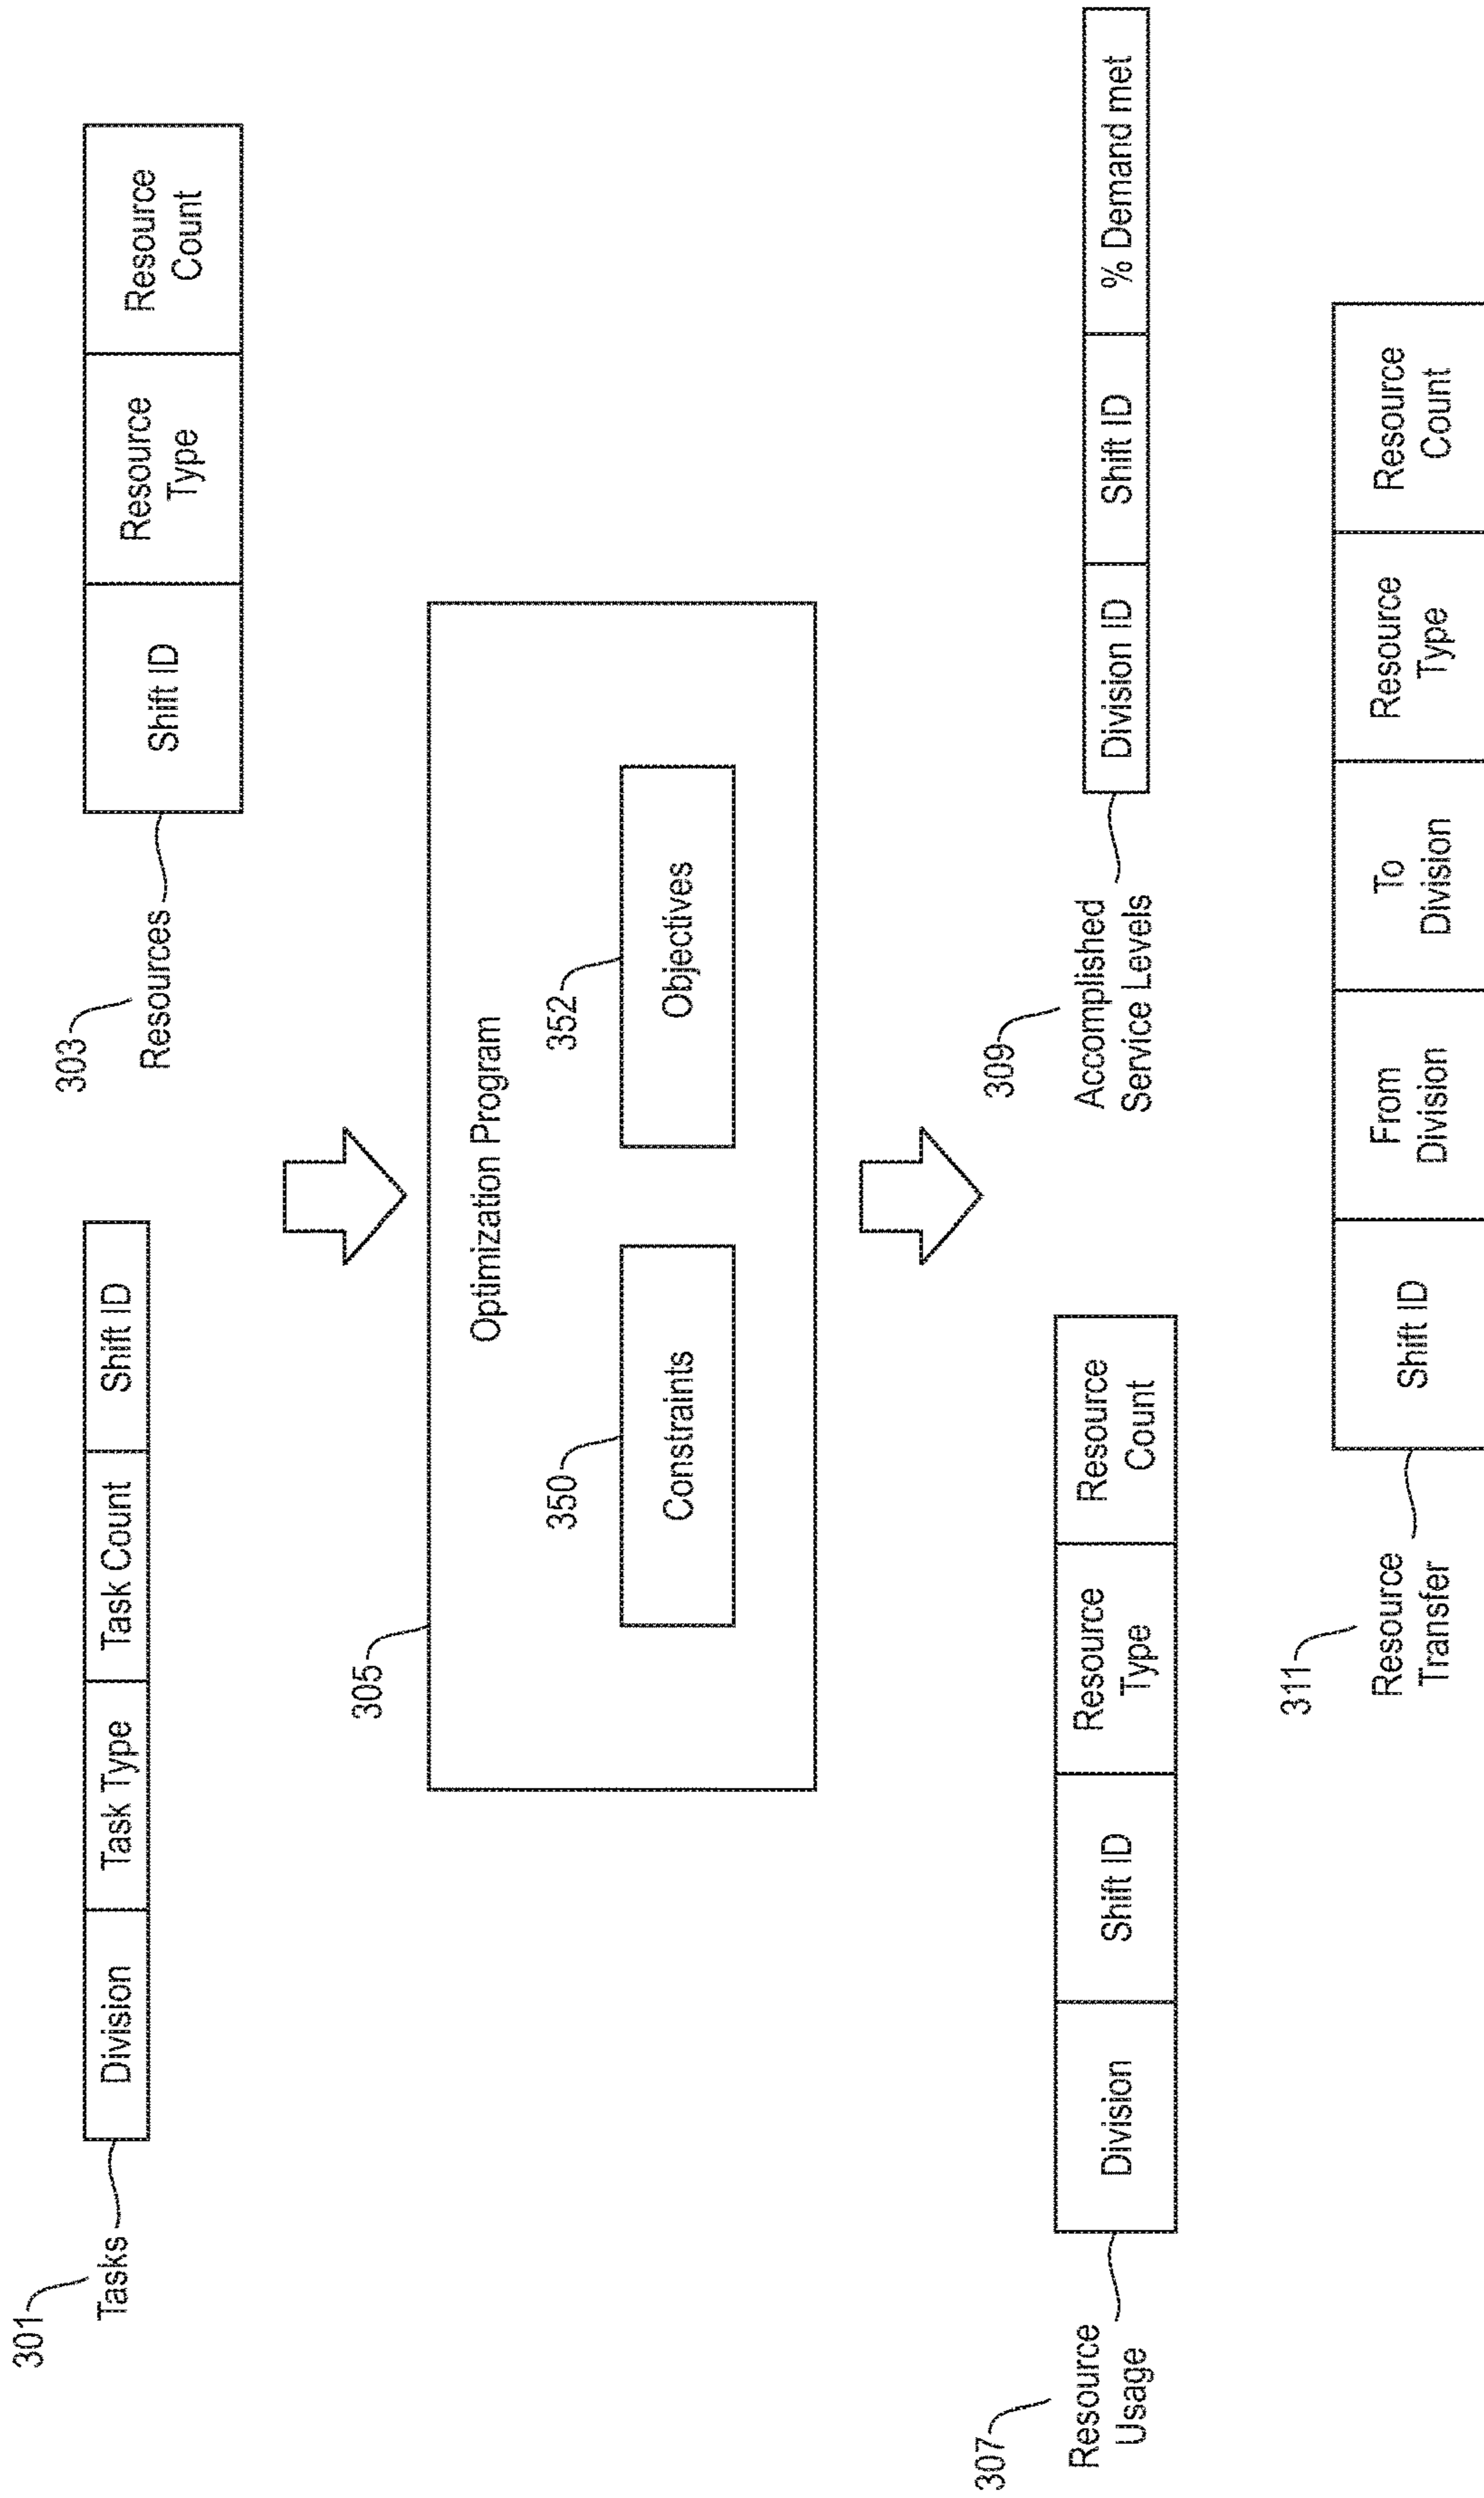 301
Tasks
Division
Task Type
Task Count
Shift ID
303
Resources
Shift ID
Resource
Type
Resource
Count
305
Optimization Program
350
Constraints
352
Objectives
307
Resource
Usage
Division
Shift ID
Resource
Type
Resource
Count
309
Accomplished
Service Levels
Division ID
Shift ID
% Demand met
311
Resource
Transfer
Shift ID
From
Division
To
Division
Resource
Type
Resource
Count